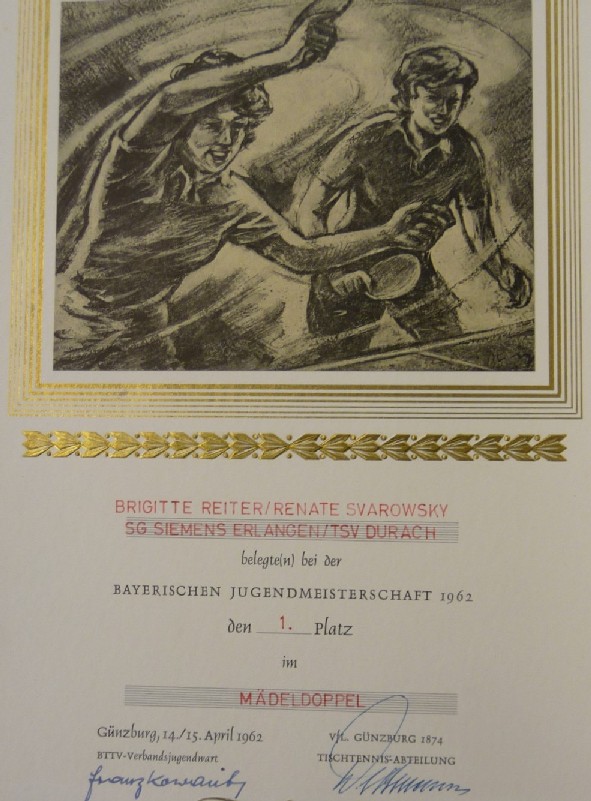 BRIGITTE REITER/RENATE SVAROWSKY
SG SIEMENS ERLANGEN/TSV DURACH
belegte(n) bei der
BAYERISCHEN JUGENDMEISTERSCHAFT 1962
den 1. Platz
im
MÄDELDOPPEL
Günzburg, 14./15. April 1962
BTTV-Verbandsjugendwart
VfL. GÜNZBURG 1874
TISCHTENNIS-ABTEILUNG